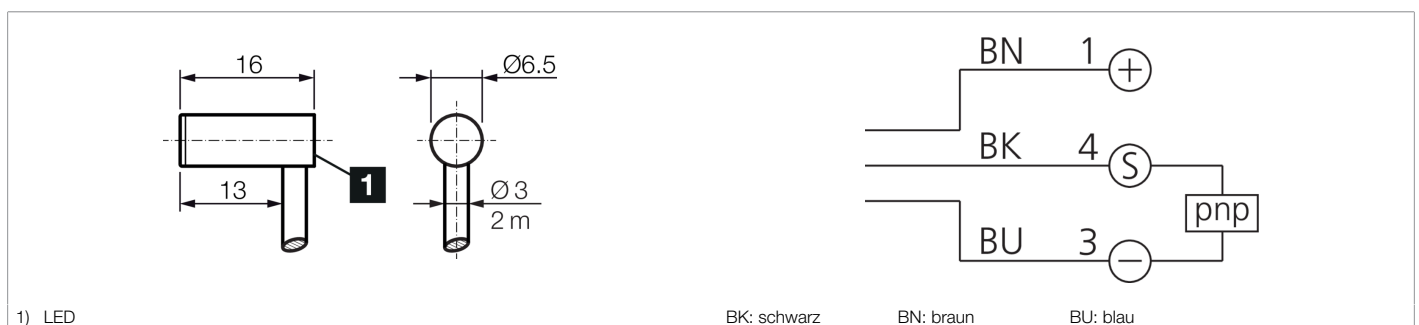 16
Ø6.5
13
1
Ø 3
2 m
BN 1 +
BK 4 S
pnp
BU 3 −
1) LED
BK: schwarz BN: braun BU: blau